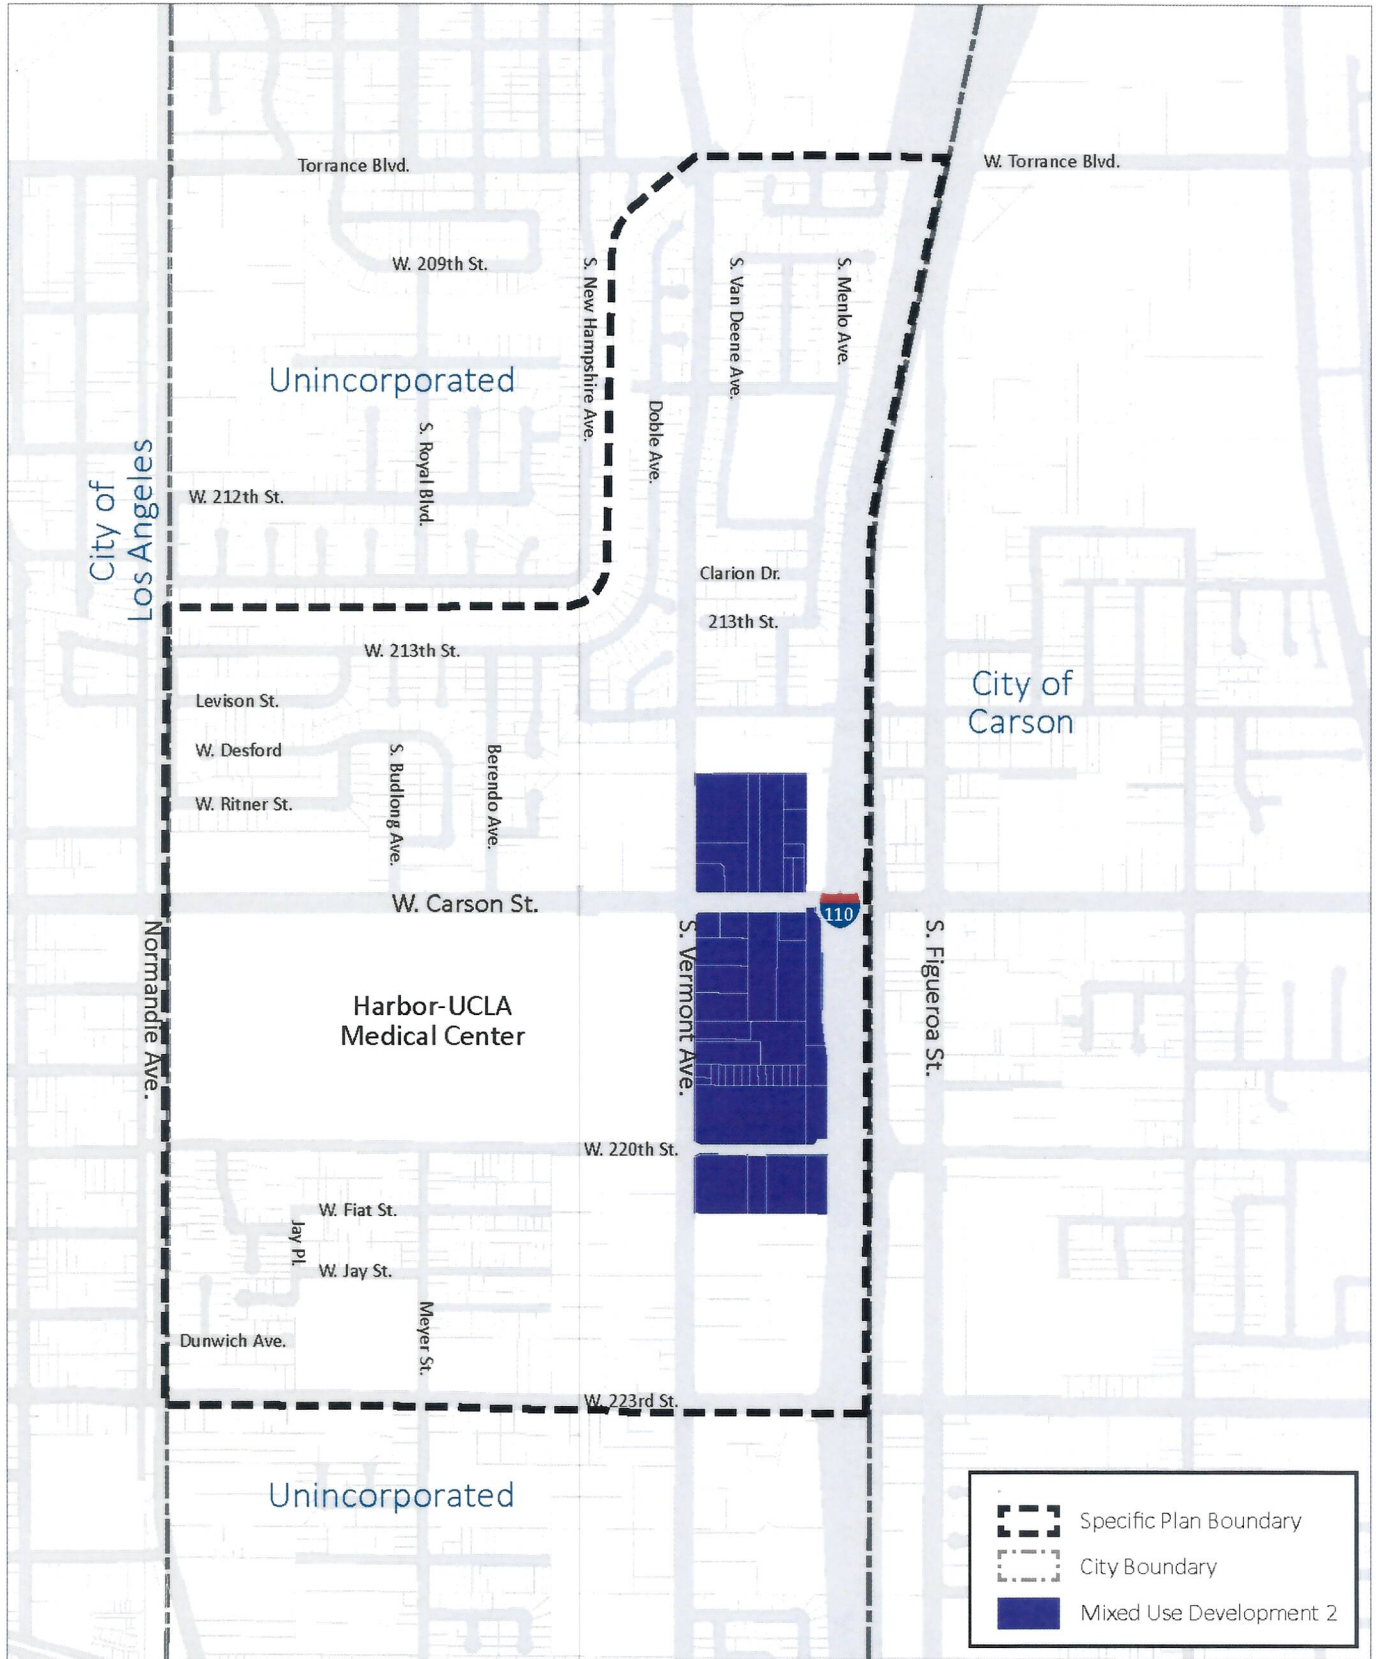 Torrance Blvd.
W. Torrance Blvd.
W. 209th St.
S. New Hampshire Ave.
S. Van Deene Ave.
S. Menlo Ave.
Unincorporated
Doble Ave.
S. Royal Blvd.
City of
Los Angeles
W. 212th St.
Clarion Dr.
213th St.
W. 213th St.
Levison St.
City of
Carson
W. Desford
S. Budlong Ave.
Berendo Ave.
W. Ritner St.
W. Carson St.
110
Normandie Ave.
S. Vermont Ave.
S. Figueroa St.
Harbor-UCLA
Medical Center
W. 220th St.
W. Fiat St.
Jay Pl.
W. Jay St.
Meyer St.
Dunwich Ave.
W. 223rd St.
Unincorporated
Specific Plan Boundary
City Boundary
Mixed Use Development 2